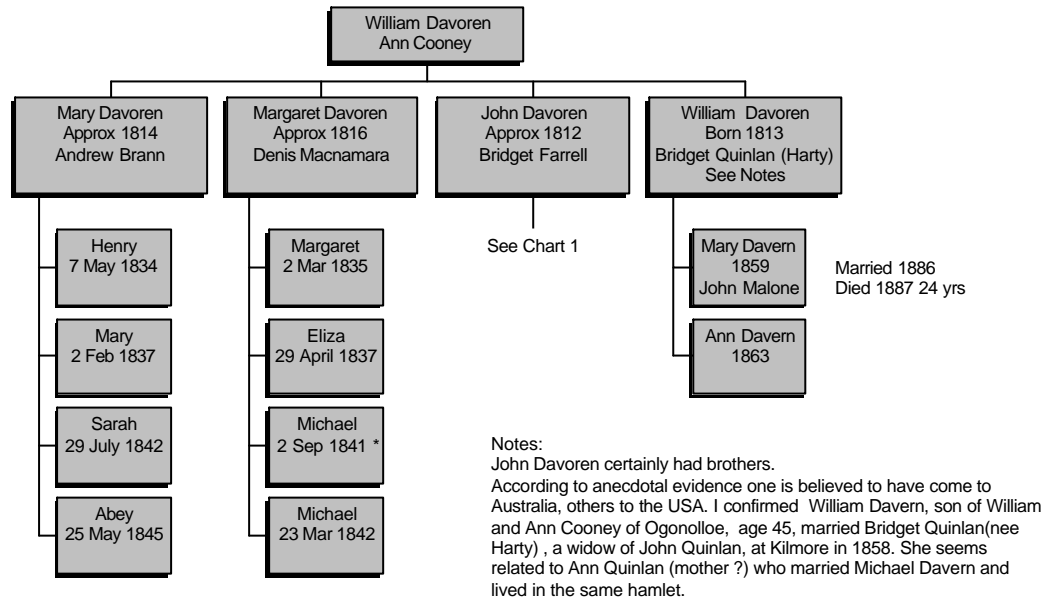 William Davoren
Ann Cooney
Mary Davoren
Approx 1814
Andrew Brann
Margaret Davoren
Approx 1816
Denis Macnamara
John Davoren
Approx 1812
Bridget Farrell
William  Davoren
Born 1813
Bridget Quinlan (Harty)
See Notes
Henry
7 May 1834
Mary
2 Feb 1837
Sarah
29 July 1842
Abey
25 May 1845
Margaret
2 Mar 1835
Eliza
29 April 1837
Michael
2 Sep 1841 *
Michael
23 Mar 1842
See Chart 1
Mary Davern
1859
John Malone
Married 1886
Died 1887 24 yrs
Ann Davern
1863
Notes:
John Davoren certainly had brothers.
According to anecdotal evidence one is believed to have come to
Australia, others to the USA. I confirmed  William Davern, son of William
and Ann Cooney of Ogonolloe,  age 45, married Bridget Quinlan(nee
Harty) , a widow of John Quinlan, at Kilmore in 1858. She seems
related to Ann Quinlan (mother ?) who married Michael Davern and
lived in the same hamlet.